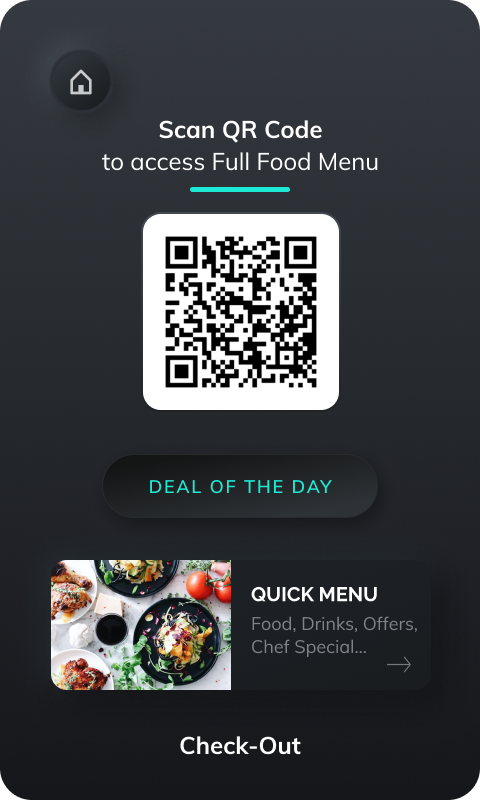 Scan QR Code
to access Full Food Menu
DEAL OF THE DAY
QUICK MENU
Food, Drinks, Offers,
Chef Special...
Check-Out